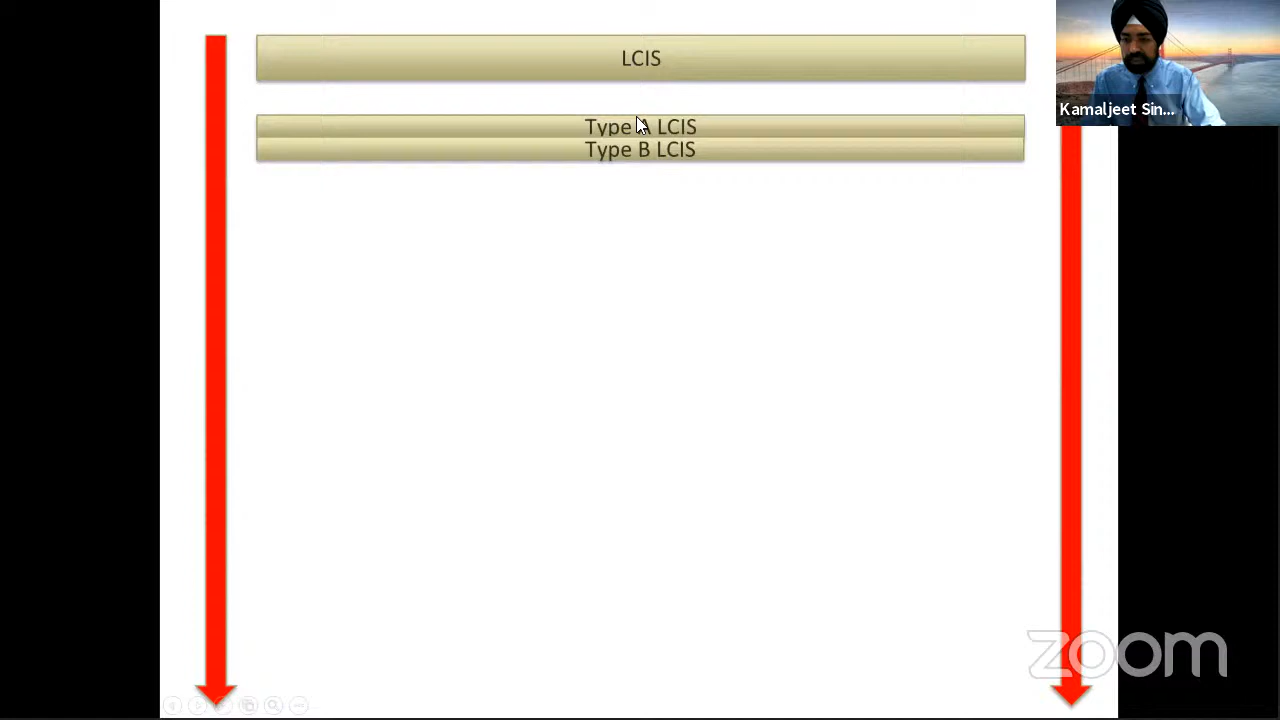 LCIS
Kamaljeet Sin...
Type A LCIS
Type B LCIS
zoom